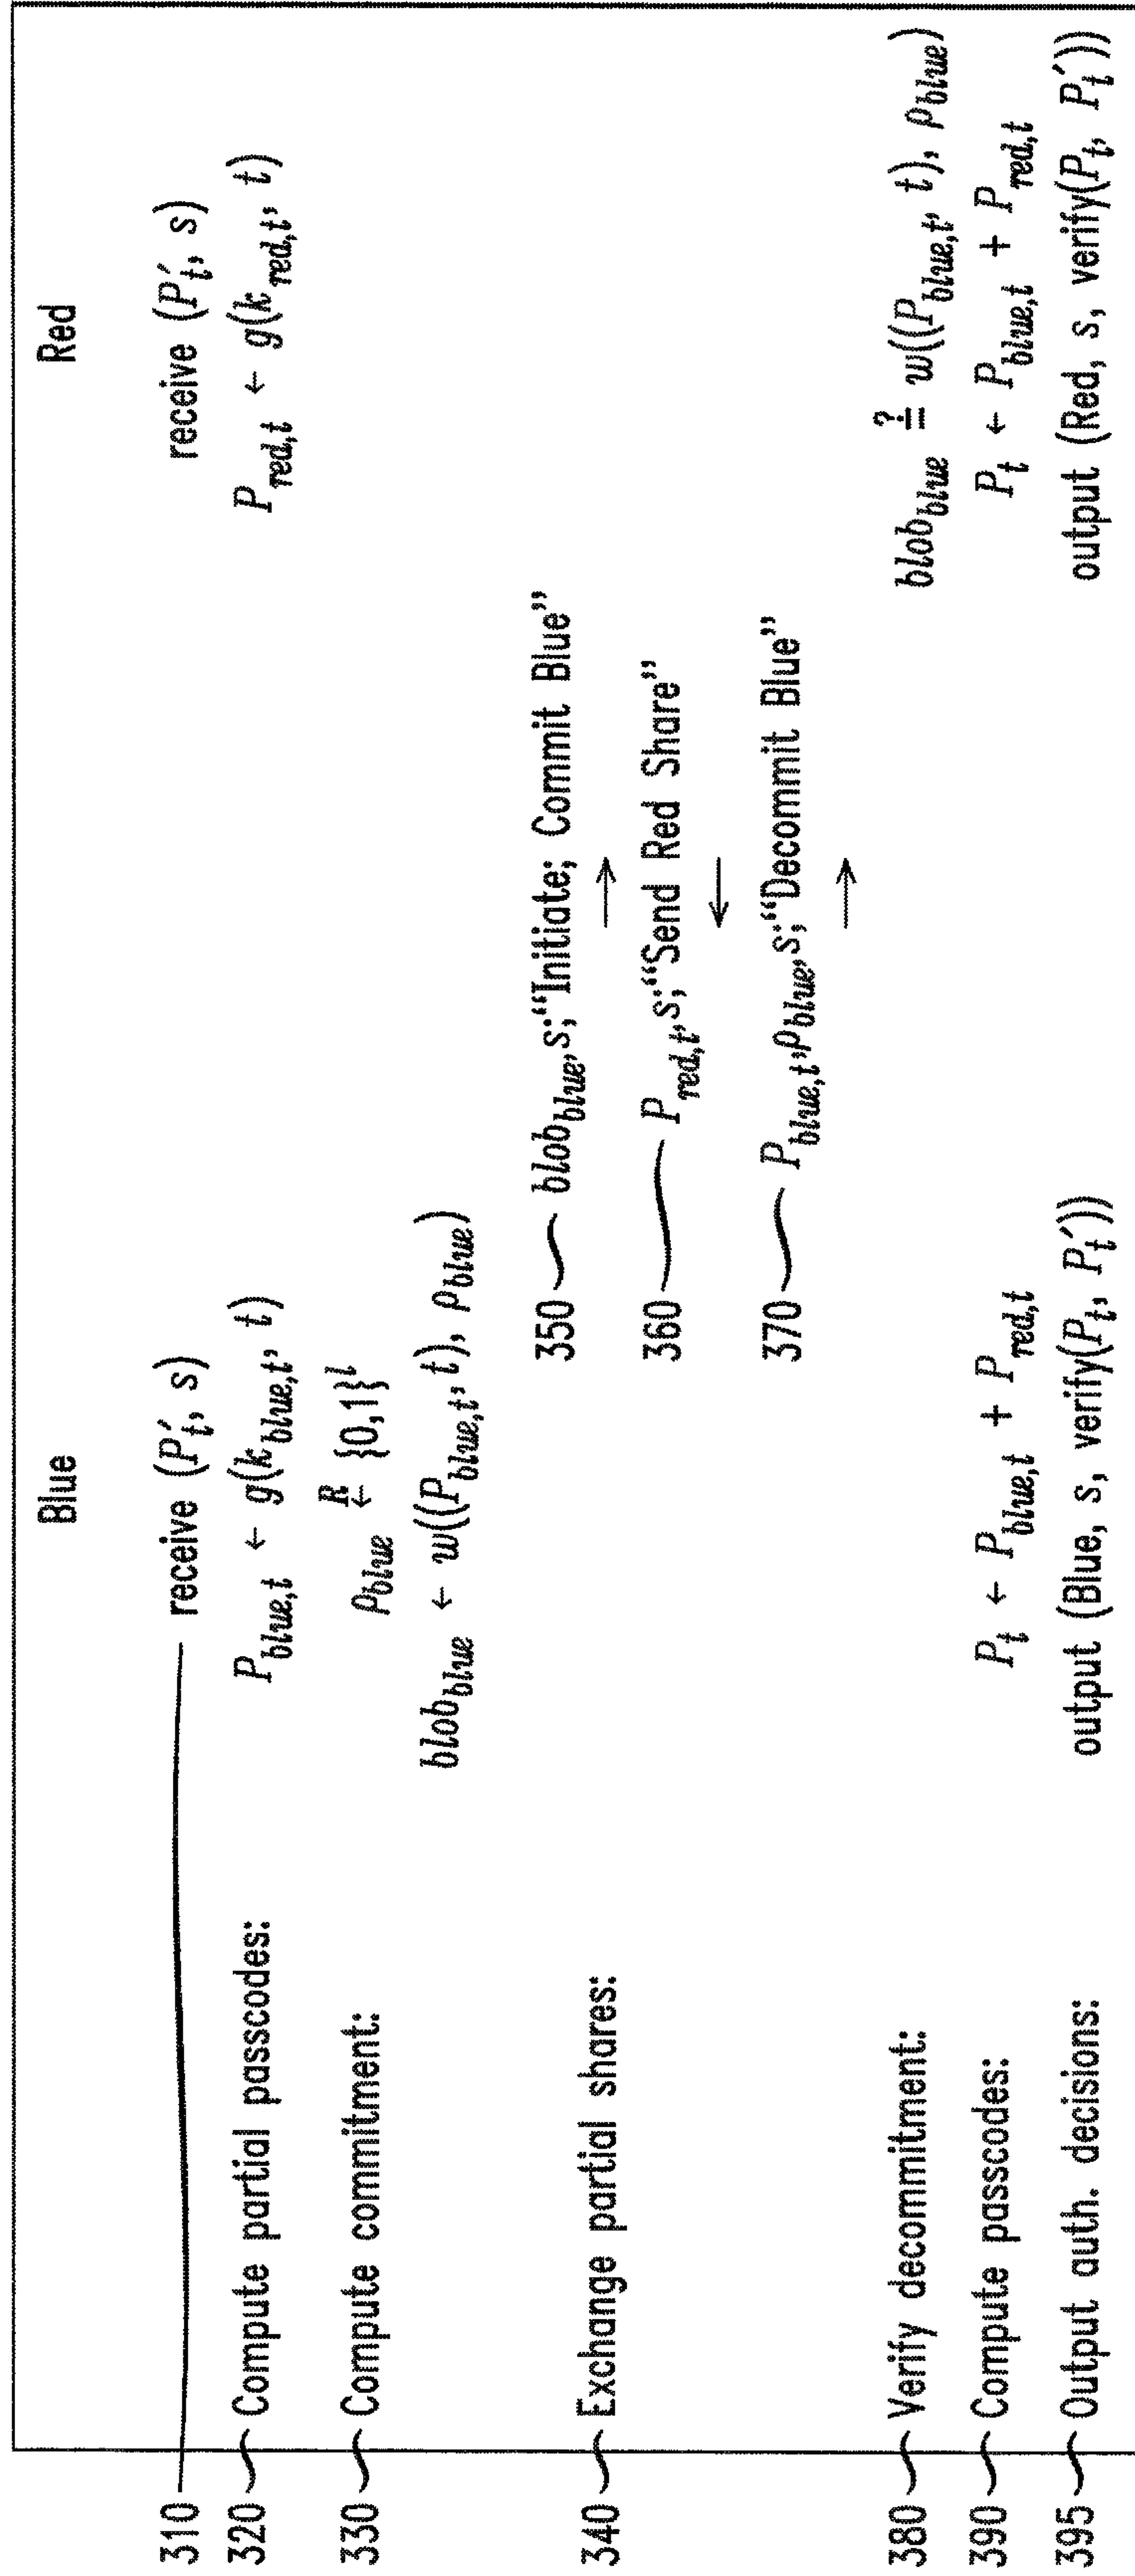 Blue Red
310 receive (P't, s) receive (P't, s)
320 Compute partial passcodes: Pblue,t ← g(kblue,t, t) Pred,t ← g(kred,t, t)
330 Compute commitment: ρblue ←R {0,1}l
blobblue ← w((Pblue,t, t), ρblue)
350 blobblue, s; “Initiate; Commit Blue”
→
340 Exchange partial shares:
360 Pred,t, s; “Send Red Share”
←
370 Pblue,t, ρblue, s; “Decommit Blue”
→
380 Verify decommitment: blobblue ≟ w((Pblue,t, t), ρblue)
390 Compute passcodes: Pt ← Pblue,t + Pred,t Pt ← Pblue,t + Pred,t
395 Output auth. decisions: output (Blue, s, verify(Pt, Pt')) output (Red, s, verify(Pt, Pt'))